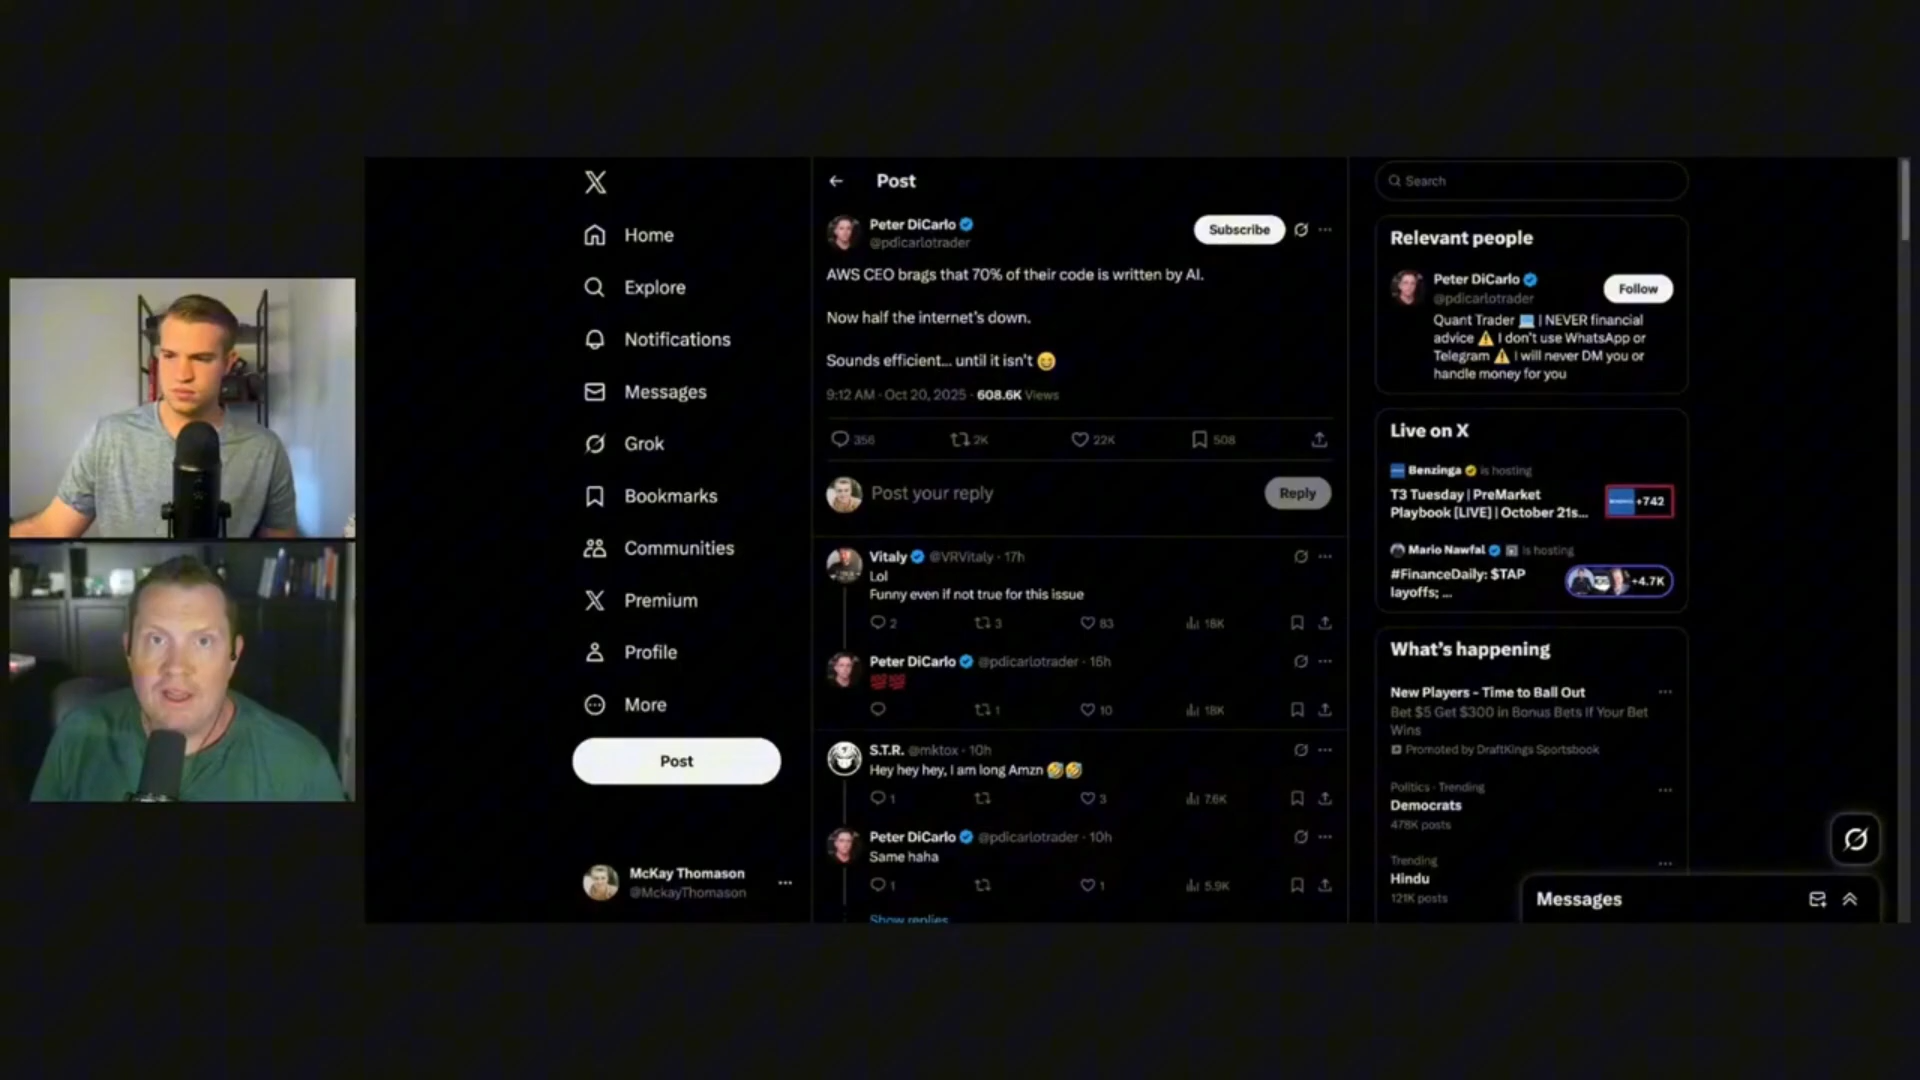 Home
Explore
Notifications
Messages
Grok
Bookmarks
Communities
Premium
Profile
More
Post
McKay Thomason
@MckayThomason
Post
Peter DiCarlo
@pdicarlotrader
Subscribe
AWS CEO brags that 70% of their code is written by AI.
Now half the internet's down.
Sounds efficient... until it isn't 😉
9:12 AM · Oct 20, 2025 · 608.6K Views
356 2K 22K 508
Post your reply
Reply
Vitaly @VRVitaly · 17h
Lol
Funny even if not true for this issue
2 3 83 18K
Peter DiCarlo @pdicarlotrader · 16h
💯💯
1 10 18K
S.T.R. @mktox · 10h
Hey hey hey, I am long Amzn 🤣🤣
1 3 7.6K
Peter DiCarlo @pdicarlotrader · 10h
Same haha
1 1 5.9K
Show replies
Search
Relevant people
Peter DiCarlo
@pdicarlotrader
Follow
Quant Trader 💻 | NEVER financial
advice ⚠️ I don't use WhatsApp or
Telegram ⚠️ I will never DM you or
handle money for you
Live on X
Benzinga is hosting
T3 Tuesday | PreMarket
Playbook [LIVE] | October 21s...
+742
Mario Nawfal is hosting
#FinanceDaily: $TAP
layoffs; ...
+4.7K
What's happening
New Players - Time to Ball Out
Bet $5 Get $300 in Bonus Bets If Your Bet
Wins
Promoted by DraftKings Sportsbook
Politics · Trending
Democrats
478K posts
Trending
Hindu
121K posts
Messages